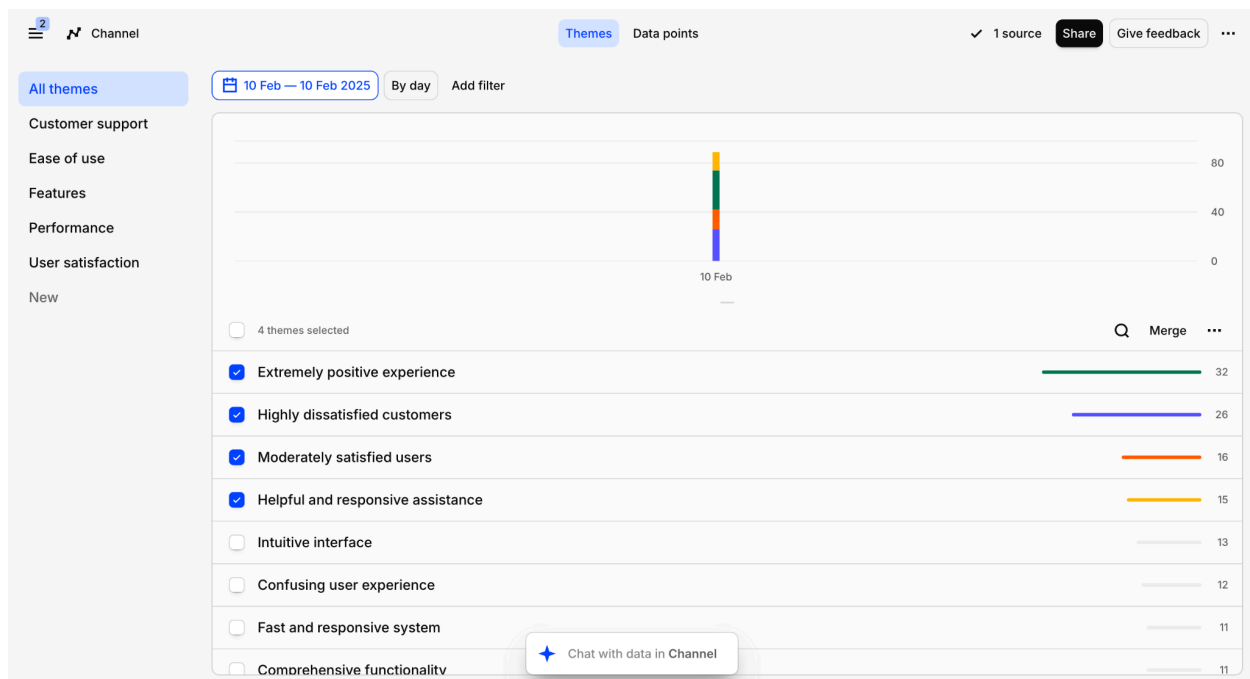 2
Channel
Themes
Data points
1 source
Share
Give feedback
All themes
Customer support
Ease of use
Features
Performance
User satisfaction
New
10 Feb — 10 Feb 2025
By day
Add filter
80
40
0
10 Feb
4 themes selected
Merge
Extremely positive experience
32
Highly dissatisfied customers
26
Moderately satisfied users
16
Helpful and responsive assistance
15
Intuitive interface
13
Confusing user experience
12
Fast and responsive system
11
Comprehensive functionality
11
Chat with data in Channel